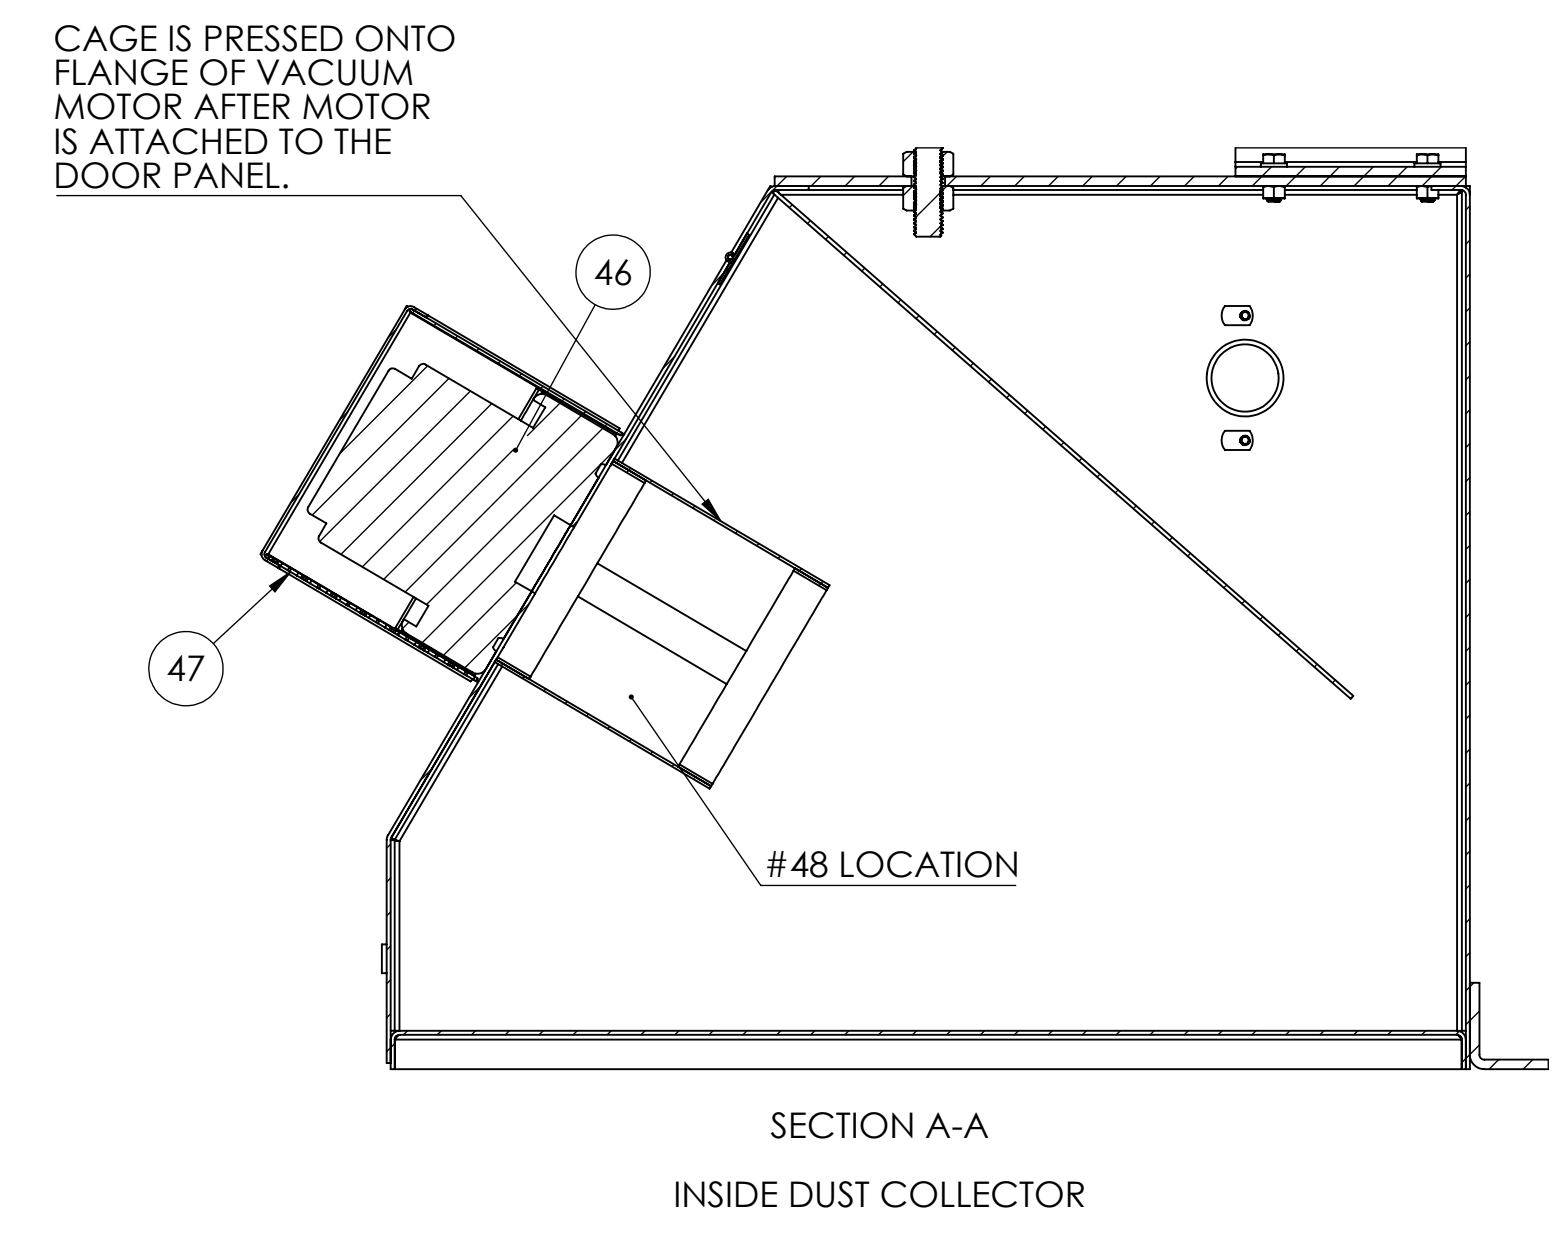 CAGE IS PRESSED ONTO
FLANGE OF VACUUM
MOTOR AFTER MOTOR
IS ATTACHED TO THE
DOOR PANEL.
46
47
#48 LOCATION
SECTION A-A
INSIDE DUST COLLECTOR